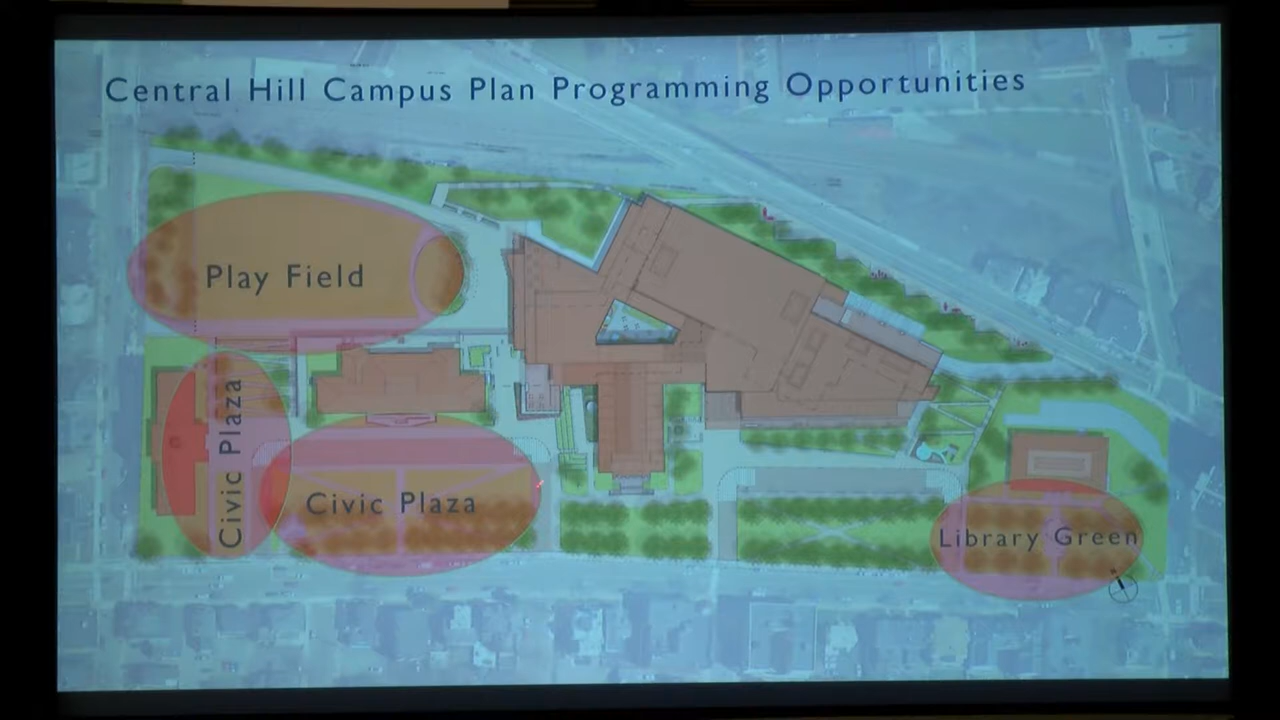 Central Hill Campus Plan Programming Opportunities
Play Field
Civic Plaza
Civic Plaza
Library Green
N